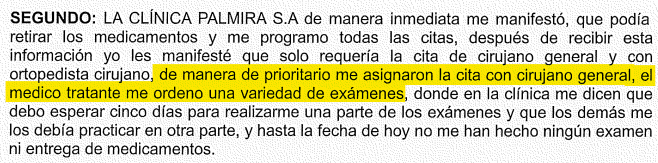 SEGUNDO: LA CLÍNICA PALMIRA S.A de manera inmediata me manifestó, que podía
retirar los medicamentos y me programo todas las citas, después de recibir esta
información yo les manifesté que solo requería la cita de cirujano general y con
ortopedista cirujano, de manera de prioritario me asignaron la cita con cirujano general, el
medico tratante me ordeno una variedad de exámenes, donde en la clínica me dicen que
debo esperar cinco días para realizarme una parte de los exámenes y que los demás me
los debía practicar en otra parte, y hasta la fecha de hoy no me han hecho ningún examen
ni entrega de medicamentos.